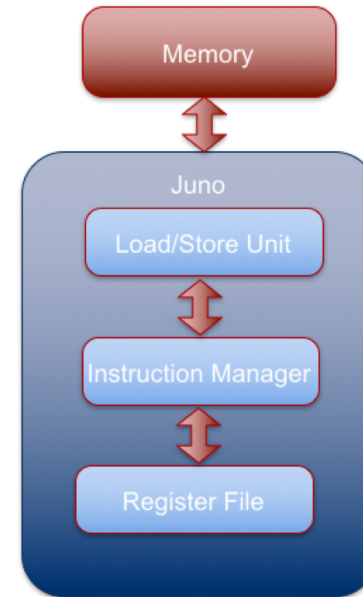 Memory
Juno
Load/Store Unit
Instruction Manager
Register File